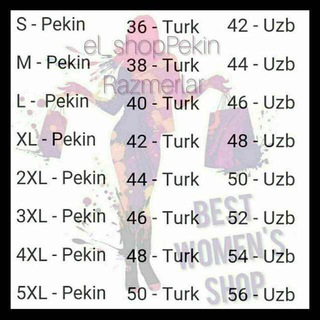 S - Pekin 36 - Turk 42 - Uzb
el_shopPekin
M - Pekin 38 - Turk 44 - Uzb
Razmerlar
L - Pekin 40 - Turk 46 - Uzb
XL - Pekin 42 - Turk 48 - Uzb
2XL - Pekin 44 - Turk 50 - Uzb
3XL - Pekin 46 - Turk 52 - Uzb
BEST
WOMEN'S
4XL - Pekin 48 - Turk 54 - Uzb
SHOP
5XL - Pekin 50 - Turk 56 - Uzb